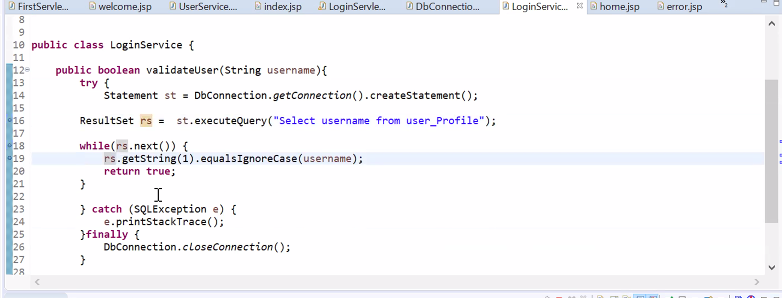 FirstServle... welcome.jsp UserService.... index.jsp LoginServle... DbConnectio... LoginServic... home.jsp error.jsp
8
9
10 public class LoginService {
11
12 public boolean validateUser(String username){
13 try {
14 Statement st = DbConnection.getConnection().createStatement();
15
16 ResultSet rs = st.executeQuery("Select username from user_Profile");
17
18 while(rs.next()) {
19 rs.getString(1).equalsIgnoreCase(username);
20 return true;
21 }
22
23 } catch (SQLException e) {
24 e.printStackTrace();
25 }finally {
26 DbConnection.closeConnection();
27 }
28